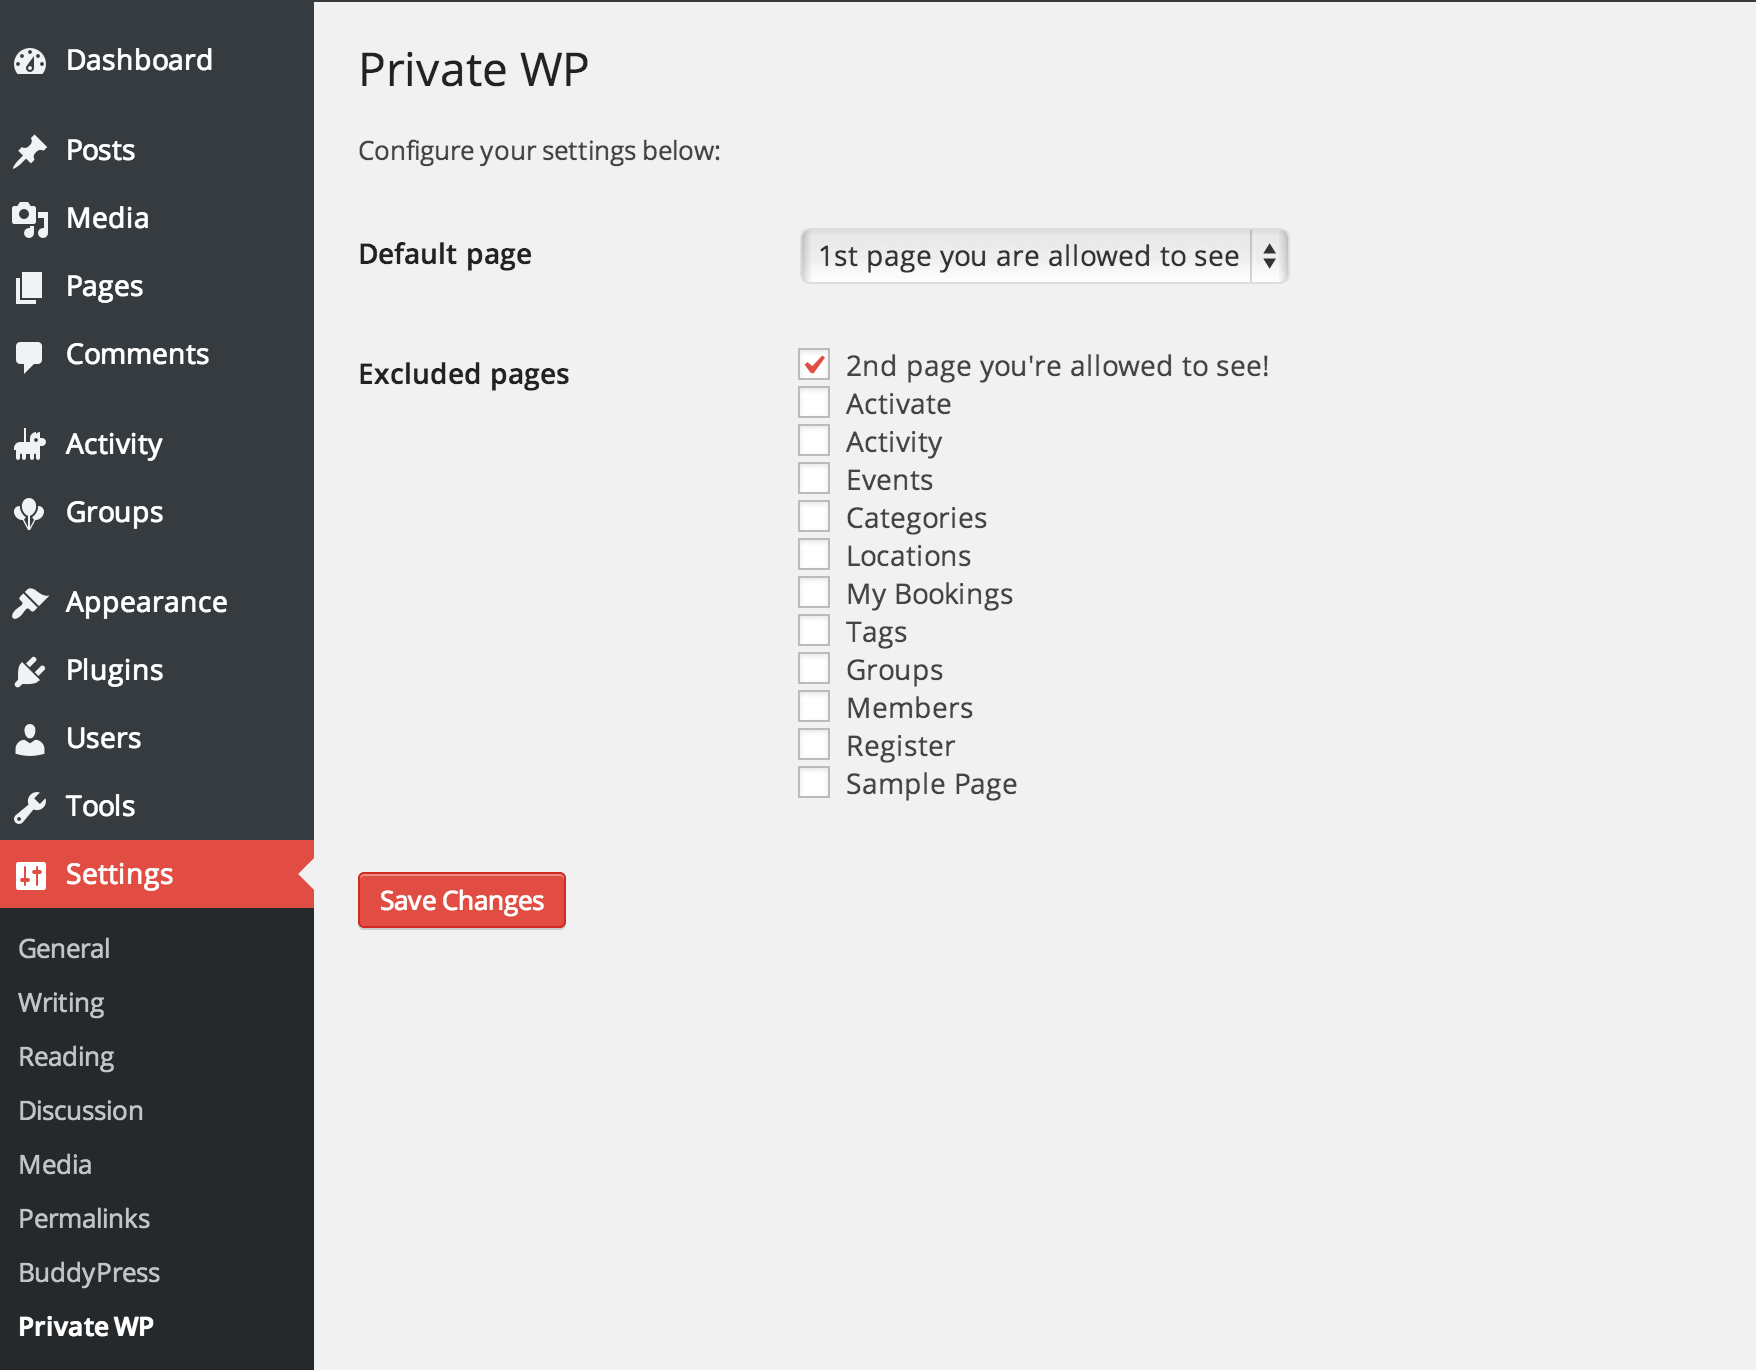 Dashboard
Posts
Media
Pages
Comments
Activity
Groups
Appearance
Plugins
Users
Tools
Settings
General
Writing
Reading
Discussion
Media
Permalinks
BuddyPress
Private WP
Private WP
Configure your settings below:
Default page
1st page you are allowed to see
Excluded pages
2nd page you're allowed to see!
Activate
Activity
Events
Categories
Locations
My Bookings
Tags
Groups
Members
Register
Sample Page
Save Changes